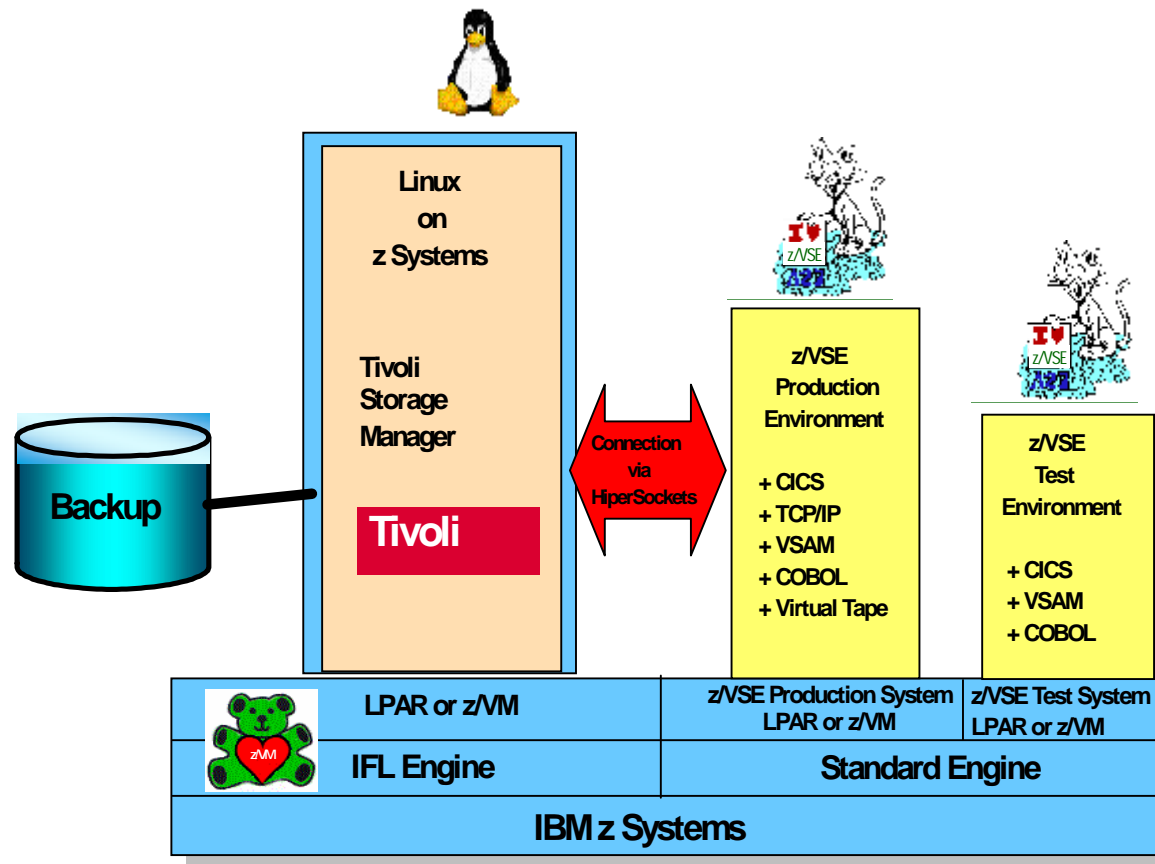 Linux
on
z Systems
Tivoli
Storage
Manager
Tivoli
Backup
Connection
via
HiperSockets
I ♥
z/VSE
z/VSE
Production
Environment
+ CICS
+ TCP/IP
+ VSAM
+ COBOL
+ Virtual Tape
I ♥
z/VSE
z/VSE
Test
Environment
+ CICS
+ VSAM
+ COBOL
z/VM
LPAR or z/VM
z/VSE Production System
LPAR or z/VM
z/VSE Test System
LPAR or z/VM
IFL Engine
Standard Engine
IBM z Systems